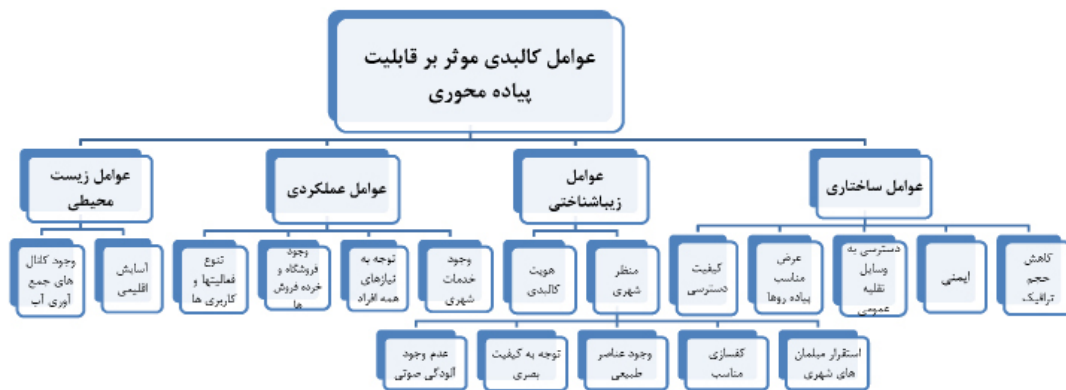 عوامل کالبدی موثر بر قابلیت
پیاده محوری
عوامل ساختاری
عوامل
زیباشناختی
عوامل عملکردی
عوامل زیست
محیطی
کاهش
حجم
ترافیک
ایمنی
دسترسی به
وسایل
نقلیه
عمومی
عرض
مناسب
پیاده روها
کیفیت
دسترسی
منظر
شهری
هویت
کالبدی
وجود
خدمات
شهری
توجه به
نیازهای
همه افراد
وجود
فروشگاه و
خرده فروش
ها
تنوع
فعالیتها و
کاربری ها
آسایش
اقلیمی
وجود کانال
های جمع
آوری آب
استقرار مبلمان
های شهری
کفسازی
مناسب
وجود عناصر
طبیعی
توجه به کیفیت
بصری
عدم وجود
آلودگی صوتی